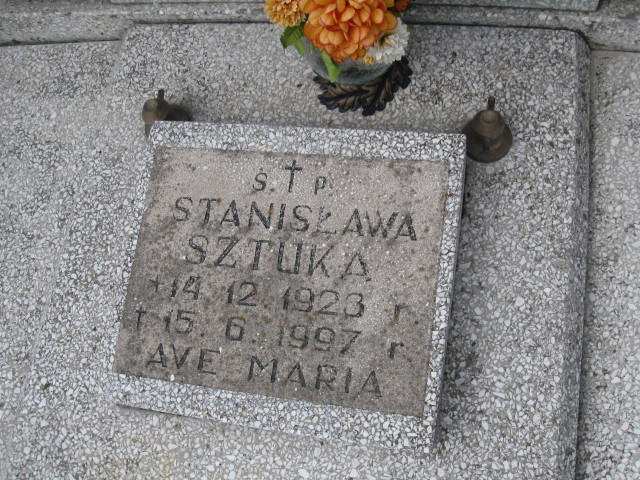 Ś. † P.
STANISŁAWA
SZTUKA
* 14. 12. 1923 r.
† 15. 6. 1997 r.
AVE MARIA